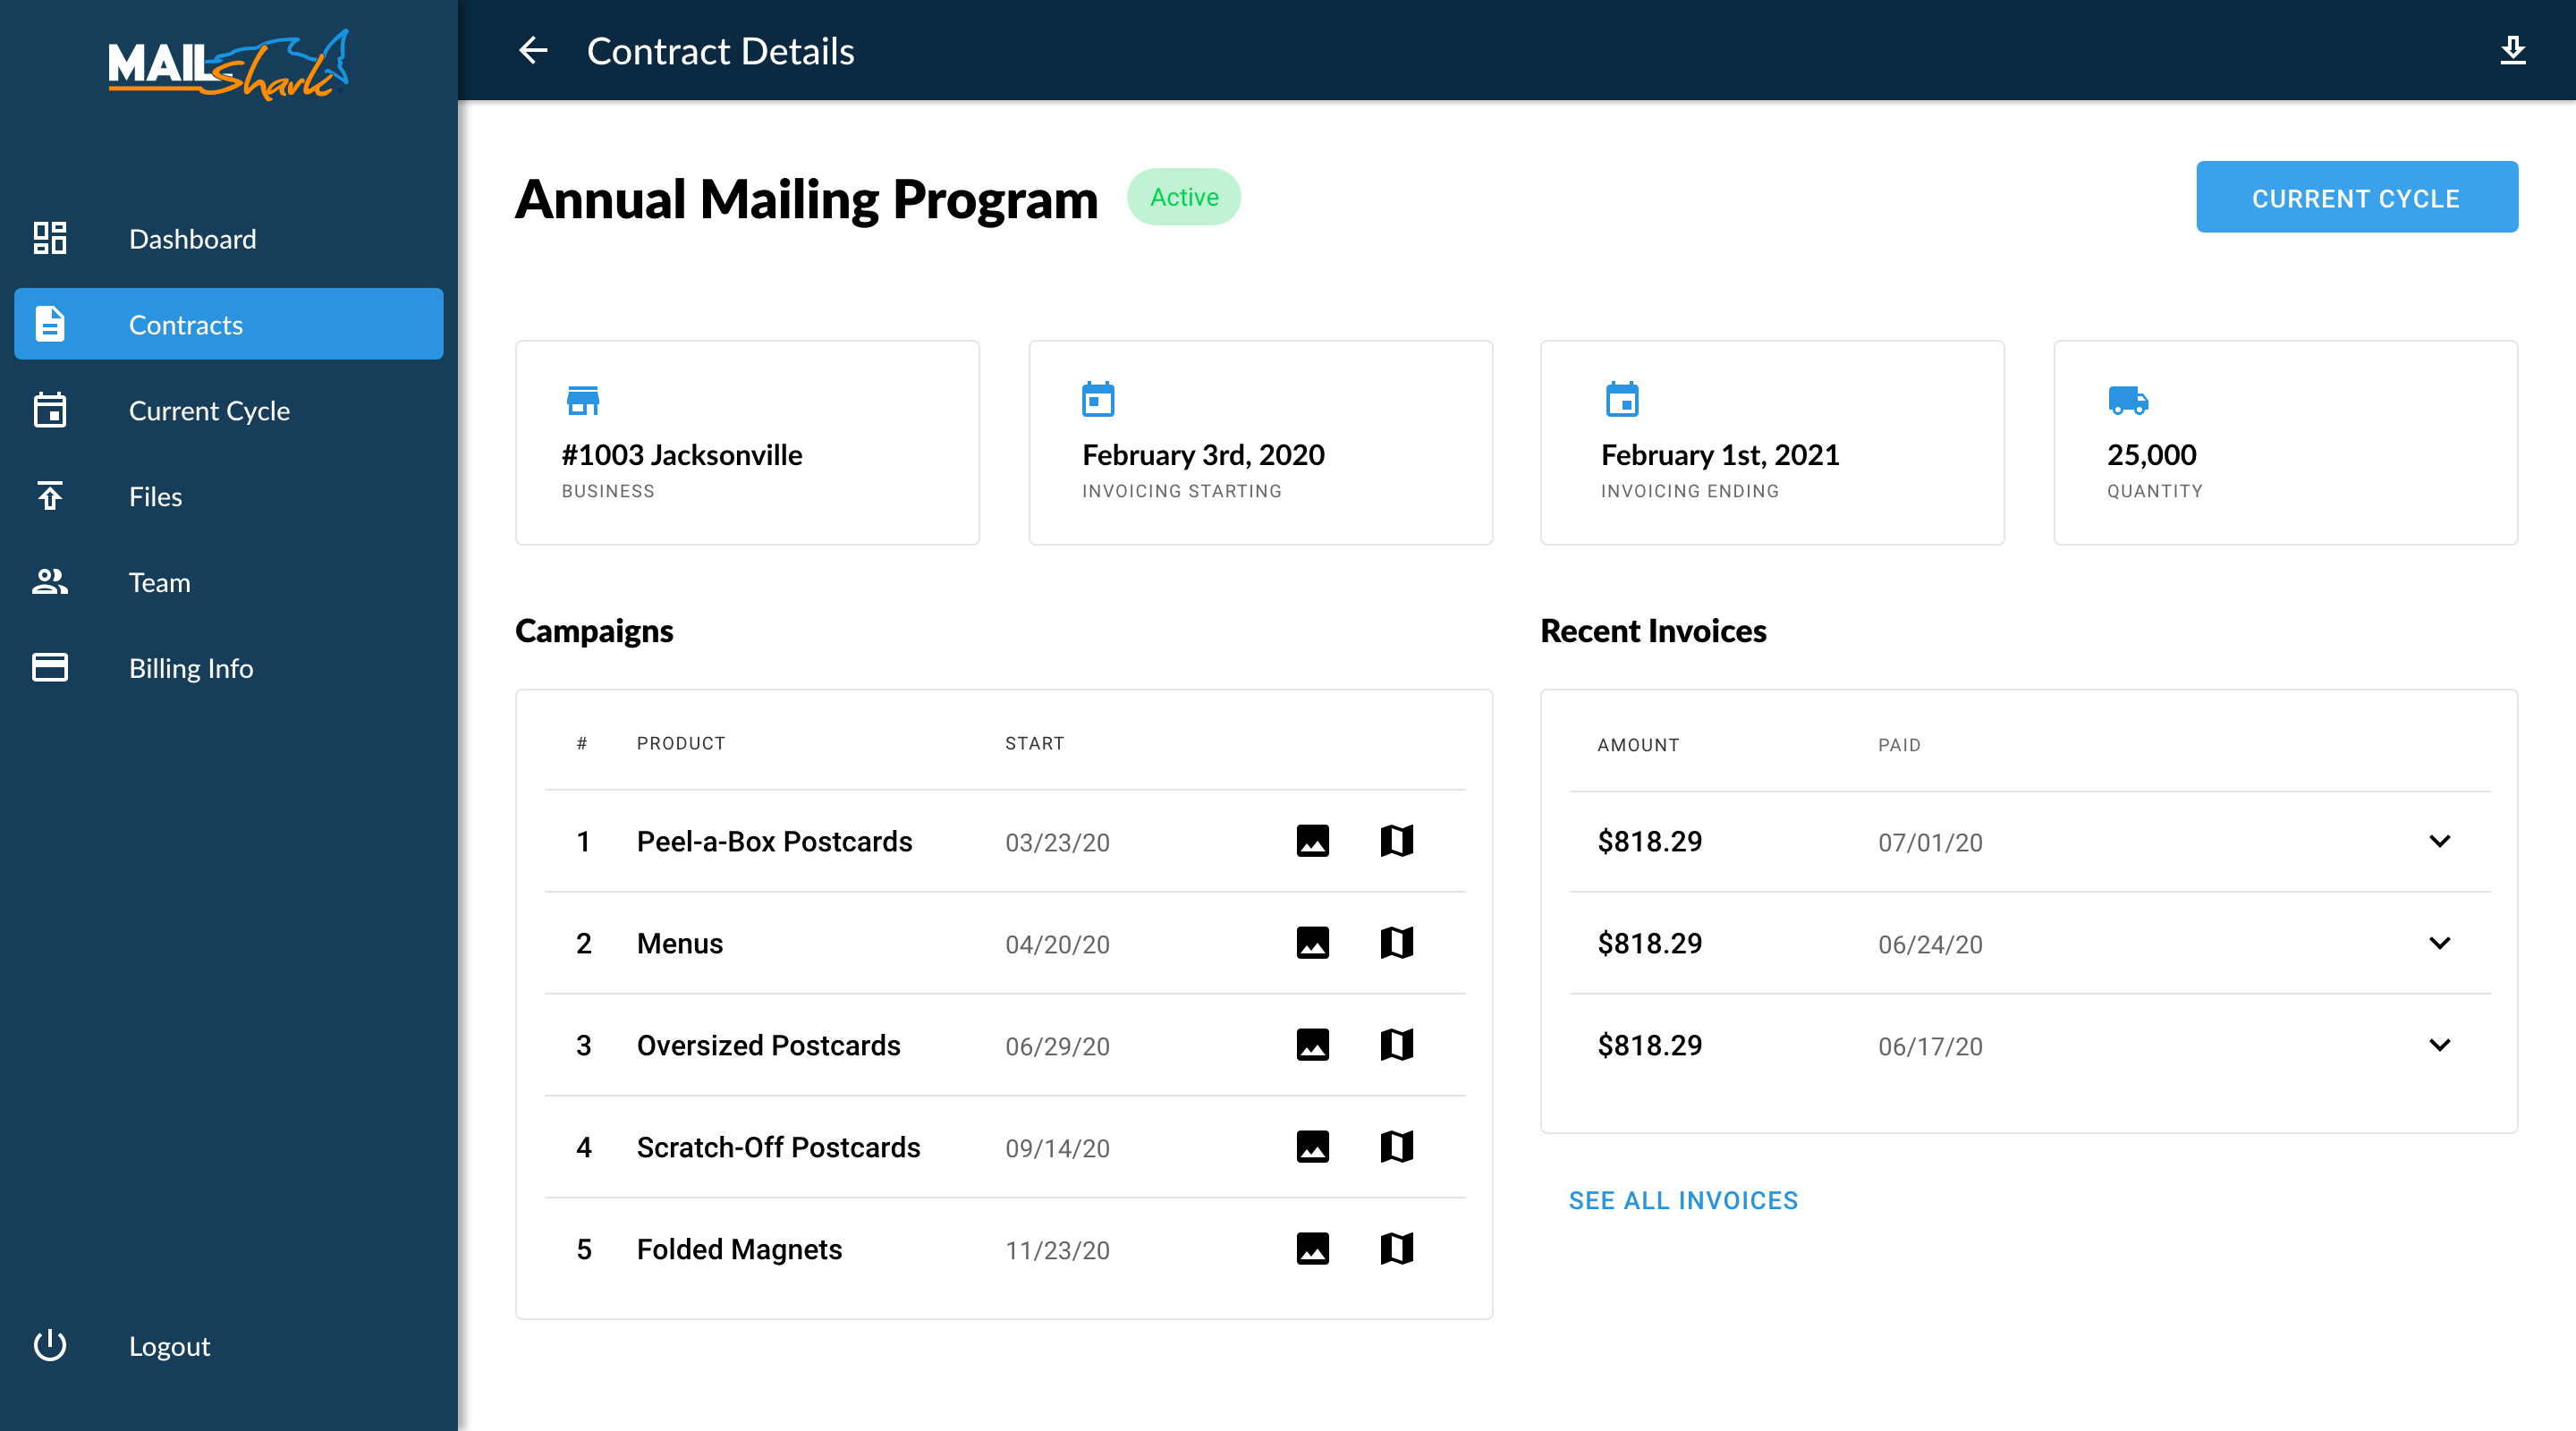 MAIL Shark
Dashboard
Contracts
Current Cycle
Files
Team
Billing Info
Logout
Contract Details
Annual Mailing Program
Active
CURRENT CYCLE
#1003 Jacksonville
BUSINESS
February 3rd, 2020
INVOICING STARTING
February 1st, 2021
INVOICING ENDING
25,000
QUANTITY
Campaigns
# PRODUCT START
1 Peel-a-Box Postcards 03/23/20
2 Menus 04/20/20
3 Oversized Postcards 06/29/20
4 Scratch-Off Postcards 09/14/20
5 Folded Magnets 11/23/20
Recent Invoices
AMOUNT PAID
$818.29 07/01/20
$818.29 06/24/20
$818.29 06/17/20
SEE ALL INVOICES